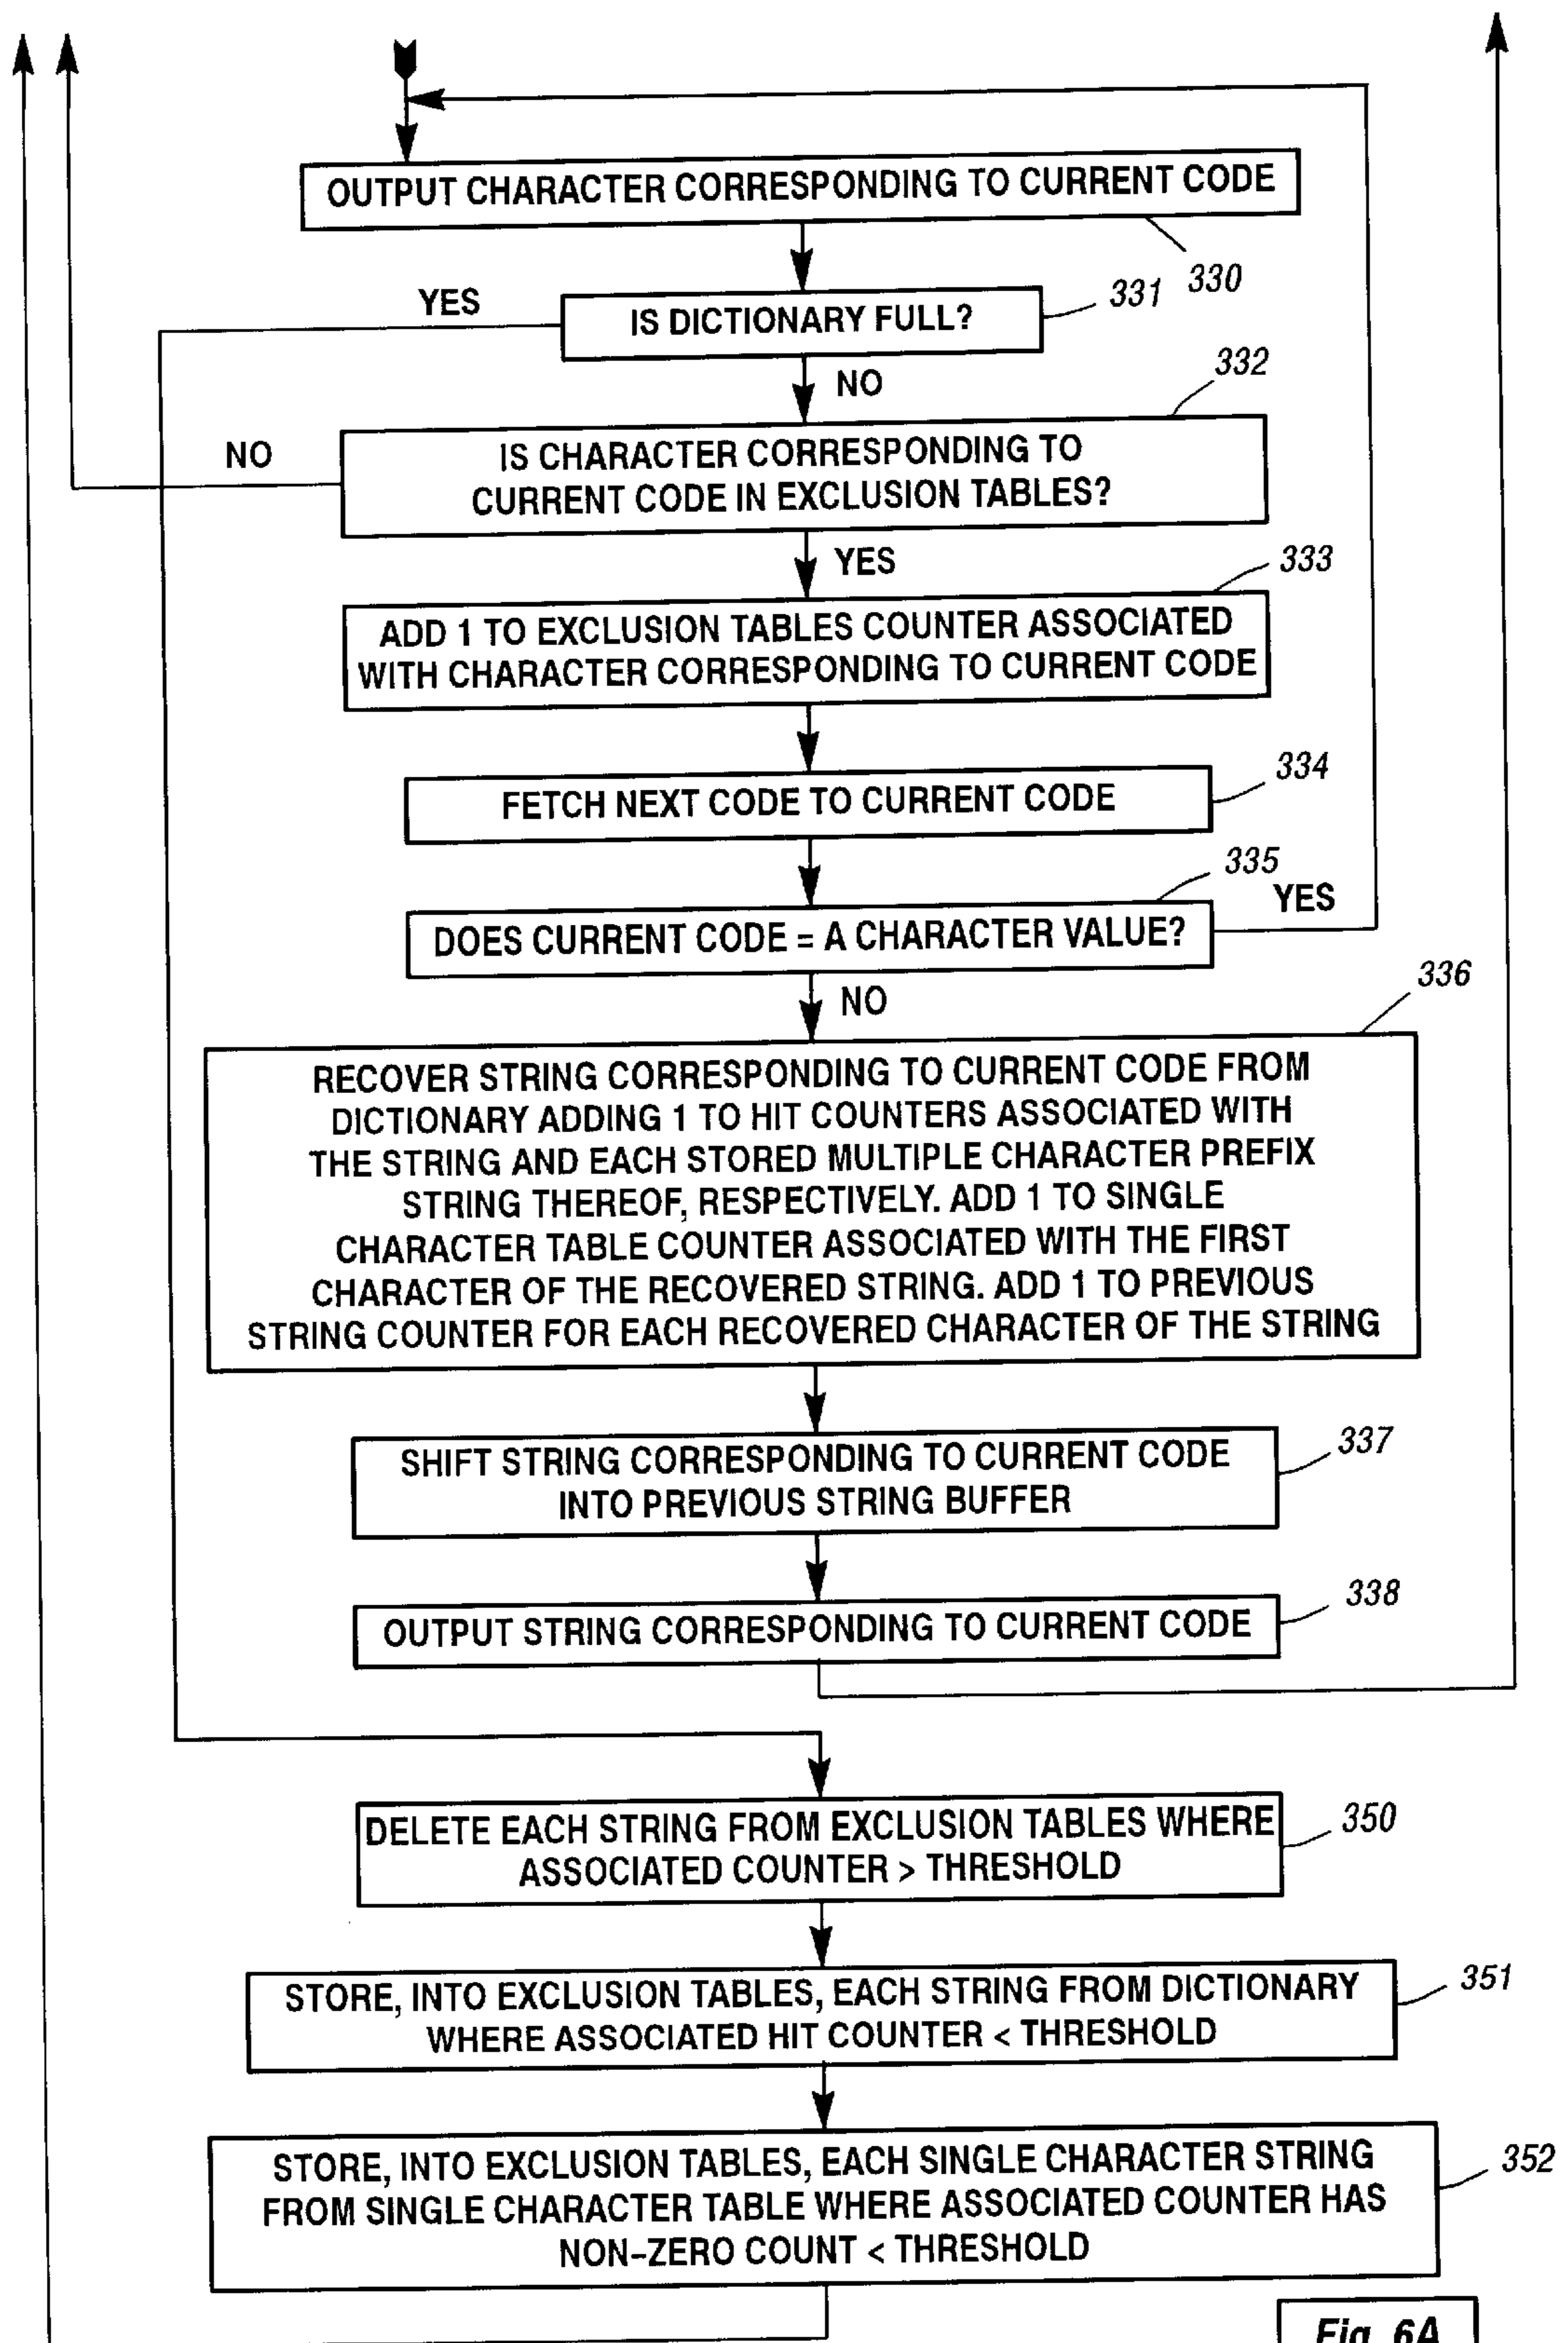 OUTPUT CHARACTER CORRESPONDING TO CURRENT CODE
330
YES
IS DICTIONARY FULL?
331
NO
332
NO
IS CHARACTER CORRESPONDING TO
CURRENT CODE IN EXCLUSION TABLES?
YES
333
ADD 1 TO EXCLUSION TABLES COUNTER ASSOCIATED
WITH CHARACTER CORRESPONDING TO CURRENT CODE
334
FETCH NEXT CODE TO CURRENT CODE
335
YES
DOES CURRENT CODE = A CHARACTER VALUE?
NO
336
RECOVER STRING CORRESPONDING TO CURRENT CODE FROM
DICTIONARY ADDING 1 TO HIT COUNTERS ASSOCIATED WITH
THE STRING AND EACH STORED MULTIPLE CHARACTER PREFIX
STRING THEREOF, RESPECTIVELY. ADD 1 TO SINGLE
CHARACTER TABLE COUNTER ASSOCIATED WITH THE FIRST
CHARACTER OF THE RECOVERED STRING. ADD 1 TO PREVIOUS
STRING COUNTER FOR EACH RECOVERED CHARACTER OF THE STRING
337
SHIFT STRING CORRESPONDING TO CURRENT CODE
INTO PREVIOUS STRING BUFFER
338
OUTPUT STRING CORRESPONDING TO CURRENT CODE
350
DELETE EACH STRING FROM EXCLUSION TABLES WHERE
ASSOCIATED COUNTER > THRESHOLD
351
STORE, INTO EXCLUSION TABLES, EACH STRING FROM DICTIONARY
WHERE ASSOCIATED HIT COUNTER < THRESHOLD
352
STORE, INTO EXCLUSION TABLES, EACH SINGLE CHARACTER STRING
FROM SINGLE CHARACTER TABLE WHERE ASSOCIATED COUNTER HAS
NON-ZERO COUNT < THRESHOLD
Fig. 6A